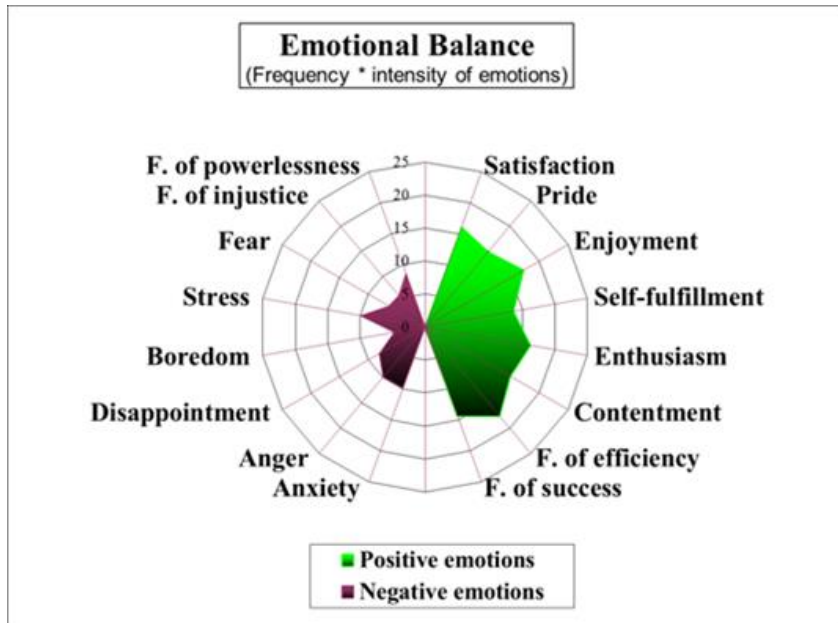 Emotional Balance
(Frequency * intensity of emotions)
F. of powerlessness
F. of injustice
Fear
Stress
Boredom
Disappointment
Anger
Anxiety
25
20
15
10
5
0
Satisfaction
Pride
Enjoyment
Self-fulfillment
Enthusiasm
Contentment
F. of efficiency
F. of success
Positive emotions
Negative emotions